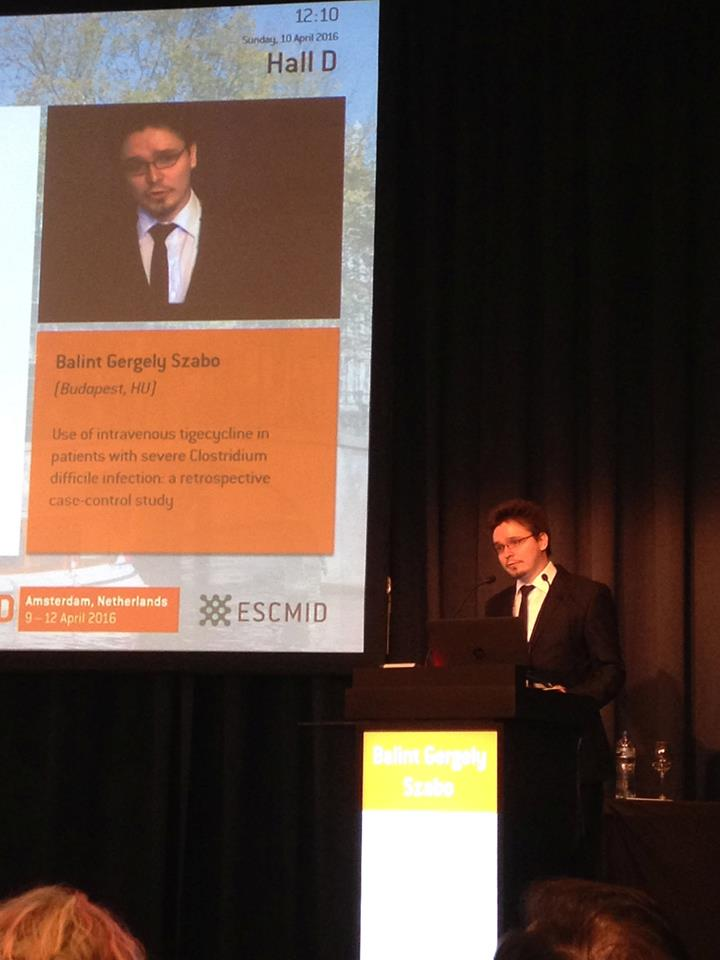 12:10
Sunday, 10 April 2016
Hall D
Balint Gergely Szabo
(Budapest, HU)
Use of intravenous tigecycline in
patients with severe Clostridium
difficile infection: a retrospective
case-control study
D
Amsterdam, Netherlands
9 – 12 April 2016
ESCMID
Balint Gergely
Szabo